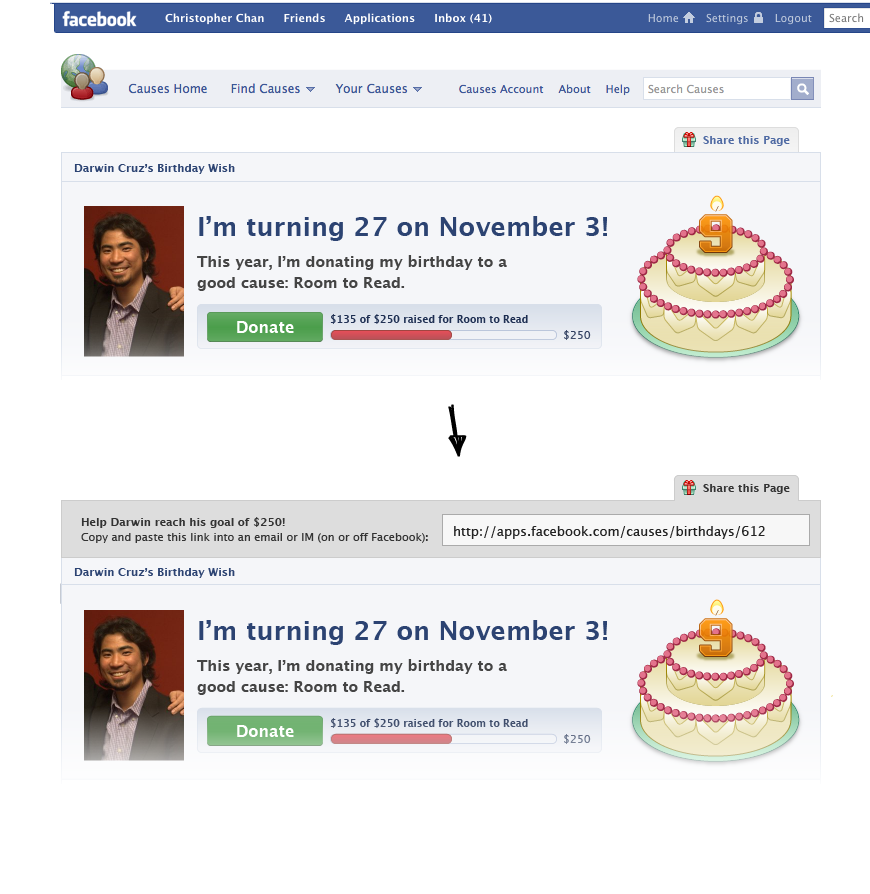 facebook Christopher Chan Friends Applications Inbox (41) Home Settings Logout Search
Causes Home Find Causes Your Causes Causes Account About Help Search Causes
Share this Page
Darwin Cruz's Birthday Wish
I'm turning 27 on November 3!
This year, I'm donating my birthday to a
good cause: Room to Read.
Donate
$135 of $250 raised for Room to Read
$250
9
Share this Page
Help Darwin reach his goal of $250!
Copy and paste this link into an email or IM (on or off Facebook):
http://apps.facebook.com/causes/birthdays/612
Darwin Cruz's Birthday Wish
I'm turning 27 on November 3!
This year, I'm donating my birthday to a
good cause: Room to Read.
Donate
$135 of $250 raised for Room to Read
$250
9